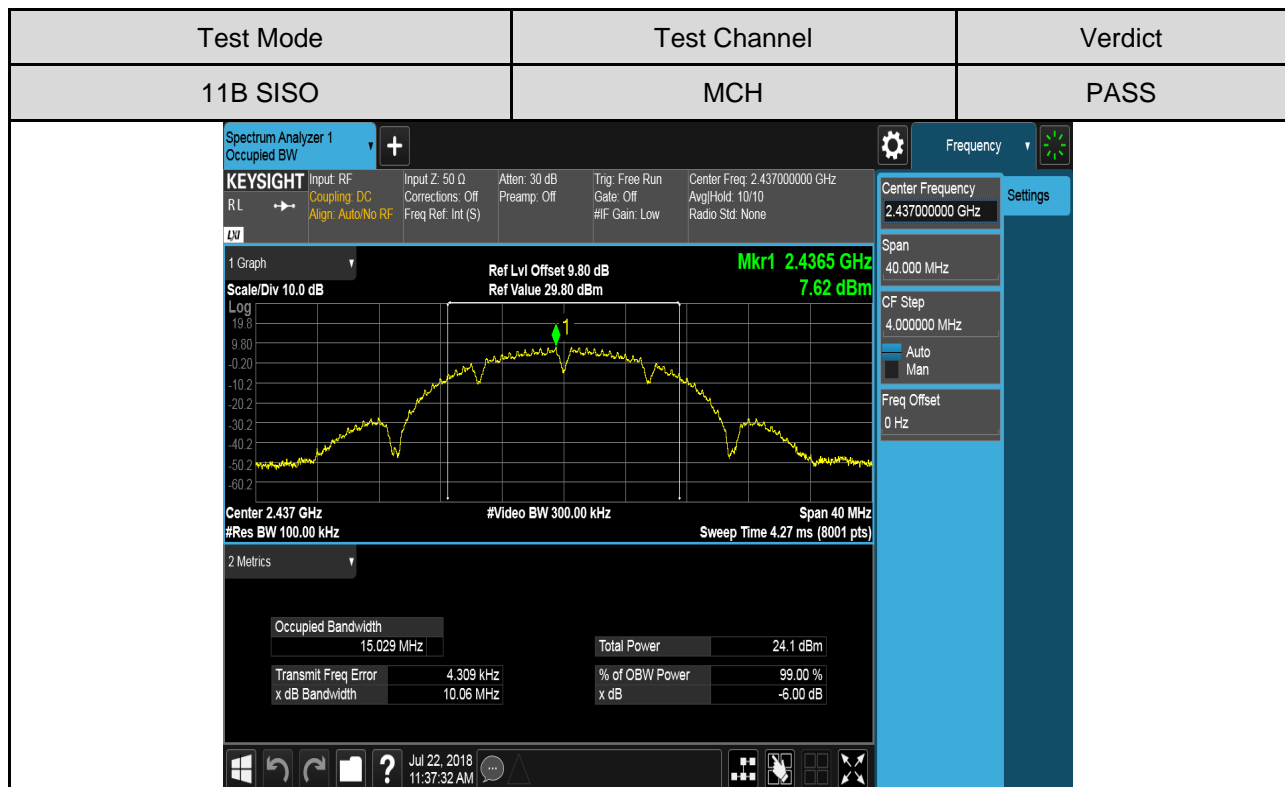 Test Mode Test Channel Verdict
11B SISO MCH PASS
Spectrum Analyzer 1
Occupied BW
+
Frequency
KEYSIGHT
RL
LXI
Input: RF
Coupling: DC
Align: Auto/No RF
Input Z: 50 Ω
Corrections: Off
Freq Ref: Int (S)
Atten: 30 dB
Preamp: Off
Trig: Free Run
Gate: Off
#IF Gain: Low
Center Freq: 2.437000000 GHz
Avg|Hold: 10/10
Radio Std: None
Center Frequency
2.437000000 GHz
Settings
Span
40.000 MHz
CF Step
4.000000 MHz
Auto
Man
Freq Offset
0 Hz
1 Graph
Scale/Div 10.0 dB
Ref Lvl Offset 9.80 dB
Ref Value 29.80 dBm
Mkr1 2.4365 GHz
7.62 dBm
Log
19.8
9.80
-0.20
-10.2
-20.2
-30.2
-40.2
-50.2
-60.2
1
Center 2.437 GHz
#Video BW 300.00 kHz
Span 40 MHz
#Res BW 100.00 kHz
Sweep Time 4.27 ms (8001 pts)
2 Metrics
Occupied Bandwidth
15.029 MHz
Total Power 24.1 dBm
Transmit Freq Error 4.309 kHz
% of OBW Power 99.00 %
x dB Bandwidth 10.06 MHz
x dB -6.00 dB
?
Jul 22, 2018
11:37:32 AM